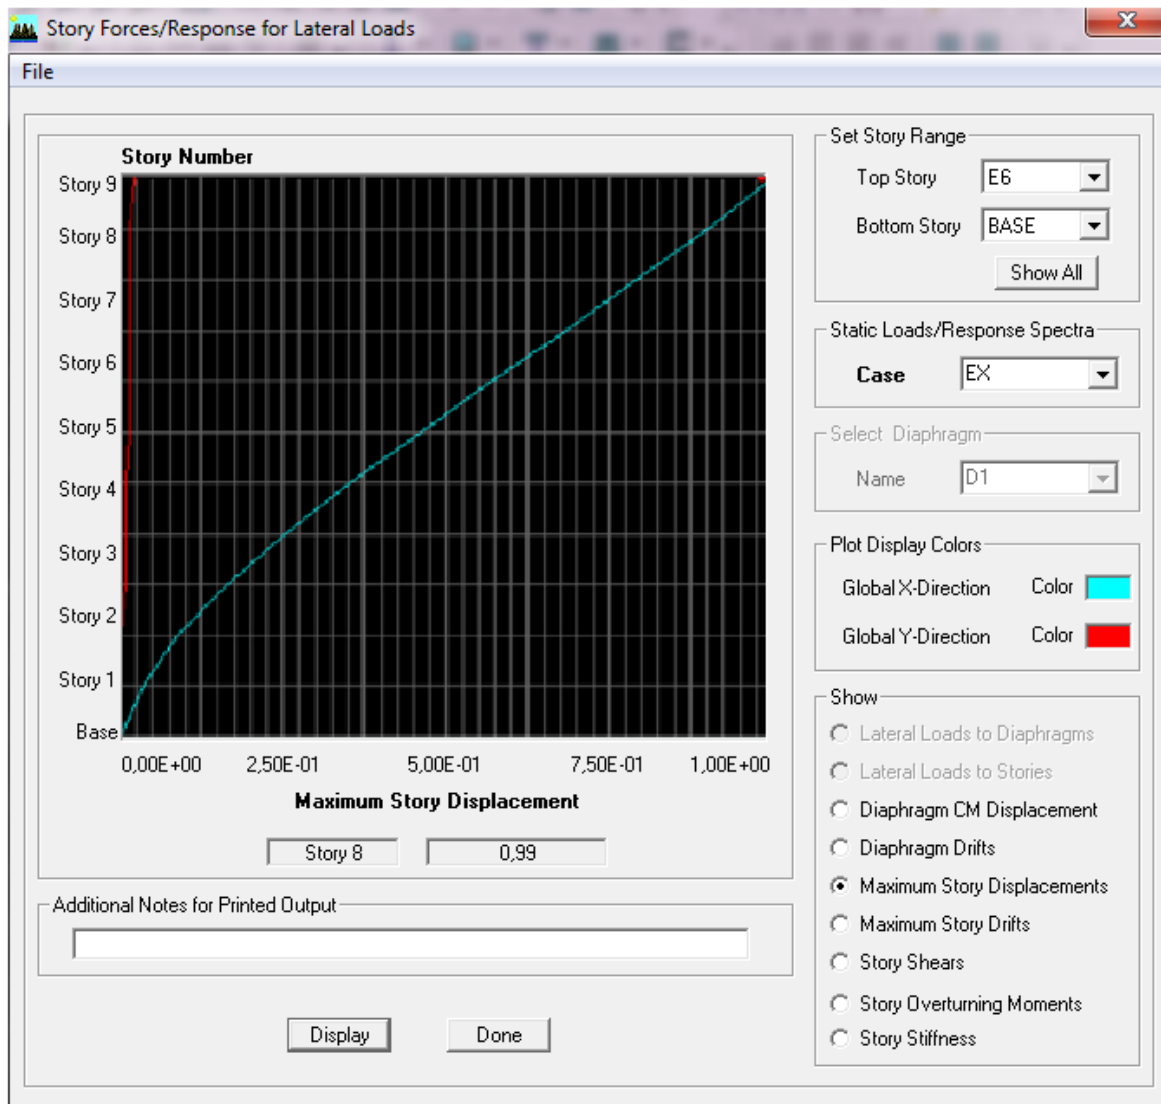 Story Forces/Response for Lateral Loads
X
File
Story Number
Story 9
Story 8
Story 7
Story 6
Story 5
Story 4
Story 3
Story 2
Story 1
Base
0,00E+00 2,50E-01 5,00E-01 7,50E-01 1,00E+00
Maximum Story Displacement
Story 8 0,99
Additional Notes for Printed Output
Display Done
Set Story Range
Top Story E6
Bottom Story BASE
Show All
Static Loads/Response Spectra
Case EX
Select Diaphragm
Name D1
Plot Display Colors
Global X-Direction Color
Global Y-Direction Color
Show
Lateral Loads to Diaphragms
Lateral Loads to Stories
Diaphragm CM Displacement
Diaphragm Drifts
Maximum Story Displacements
Maximum Story Drifts
Story Shears
Story Overturning Moments
Story Stiffness